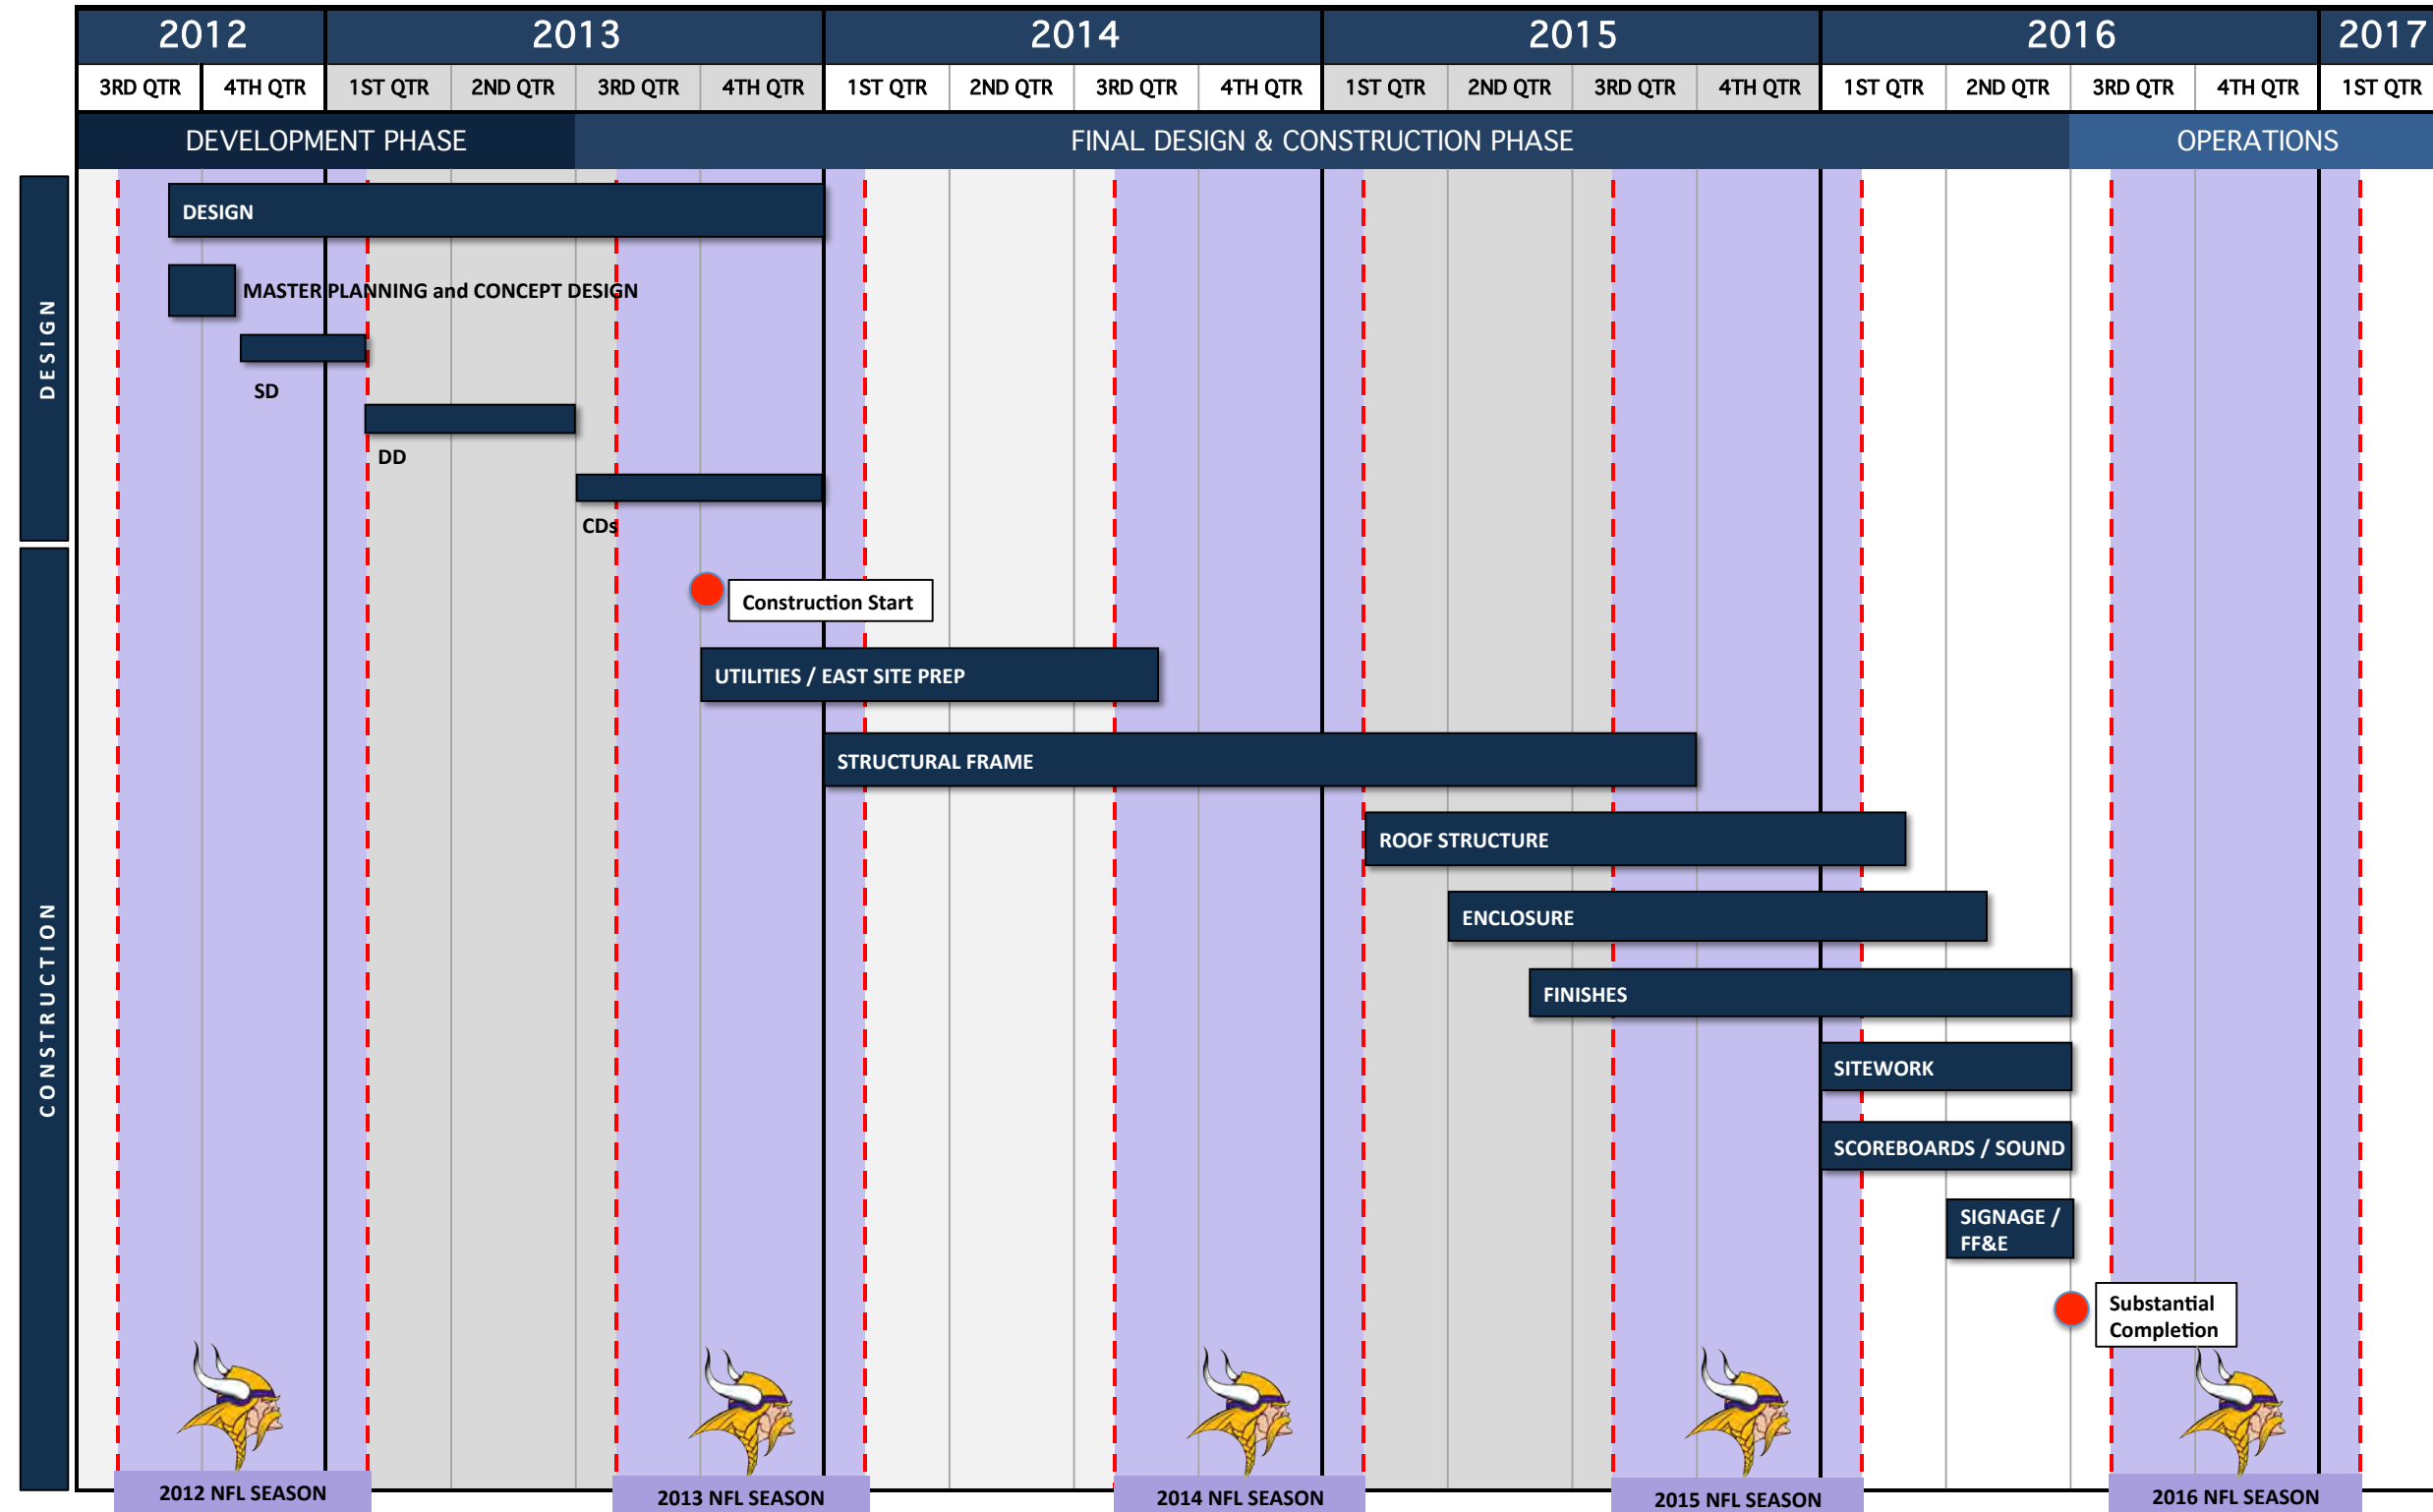 2012 2013 2014 2015 2016 2017
3RD QTR 4TH QTR 1ST QTR 2ND QTR 3RD QTR 4TH QTR 1ST QTR 2ND QTR 3RD QTR 4TH QTR 1ST QTR 2ND QTR 3RD QTR 4TH QTR 1ST QTR 2ND QTR 3RD QTR 4TH QTR 1ST QTR
DEVELOPMENT PHASE FINAL DESIGN & CONSTRUCTION PHASE OPERATIONS
DESIGN
DESIGN
MASTER PLANNING and CONCEPT DESIGN
SD
DD
CDs
CONSTRUCTION
Construction Start
UTILITIES / EAST SITE PREP
STRUCTURAL FRAME
ROOF STRUCTURE
ENCLOSURE
FINISHES
SITEWORK
SCOREBOARDS / SOUND
SIGNAGE /
FF&E
Substantial
Completion
2012 NFL SEASON 2013 NFL SEASON 2014 NFL SEASON 2015 NFL SEASON 2016 NFL SEASON